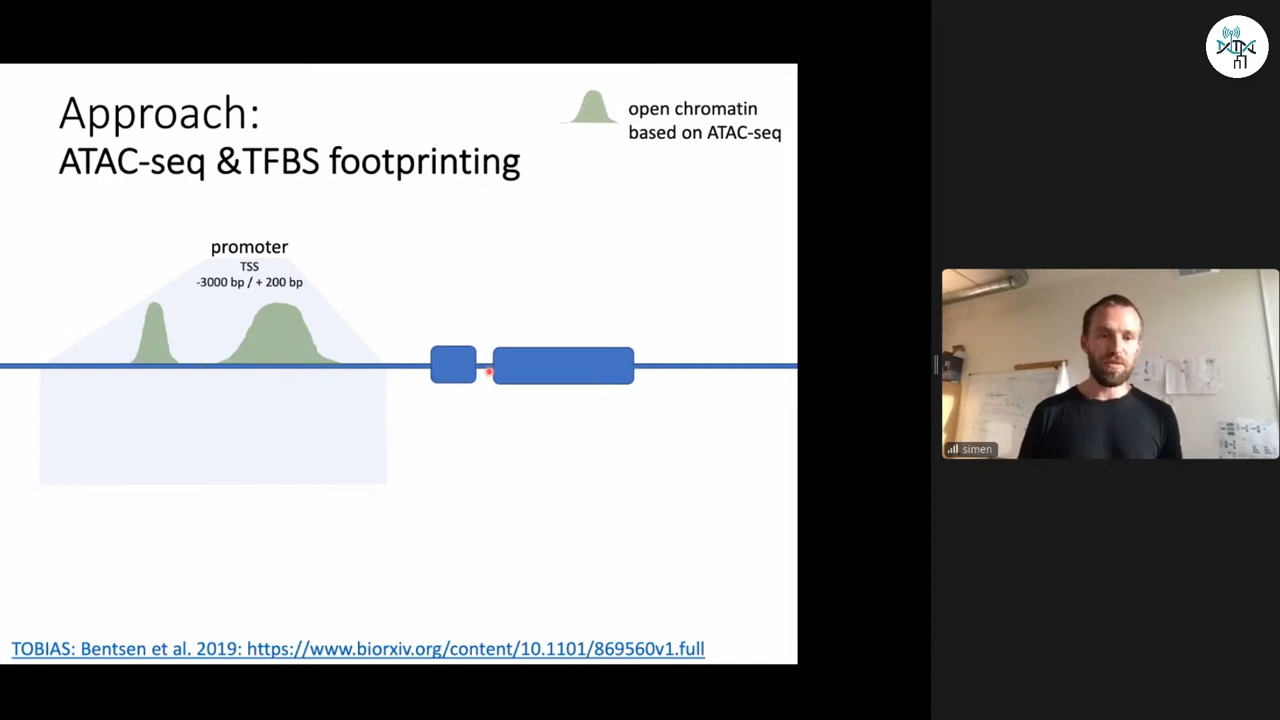 Approach:
ATAC-seq &TFBS footprinting
open chromatin
based on ATAC-seq
promoter
TSS
-3000 bp / + 200 bp
TOBIAS: Bentsen et al. 2019: https://www.biorxiv.org/content/10.1101/869560v1.full
simen